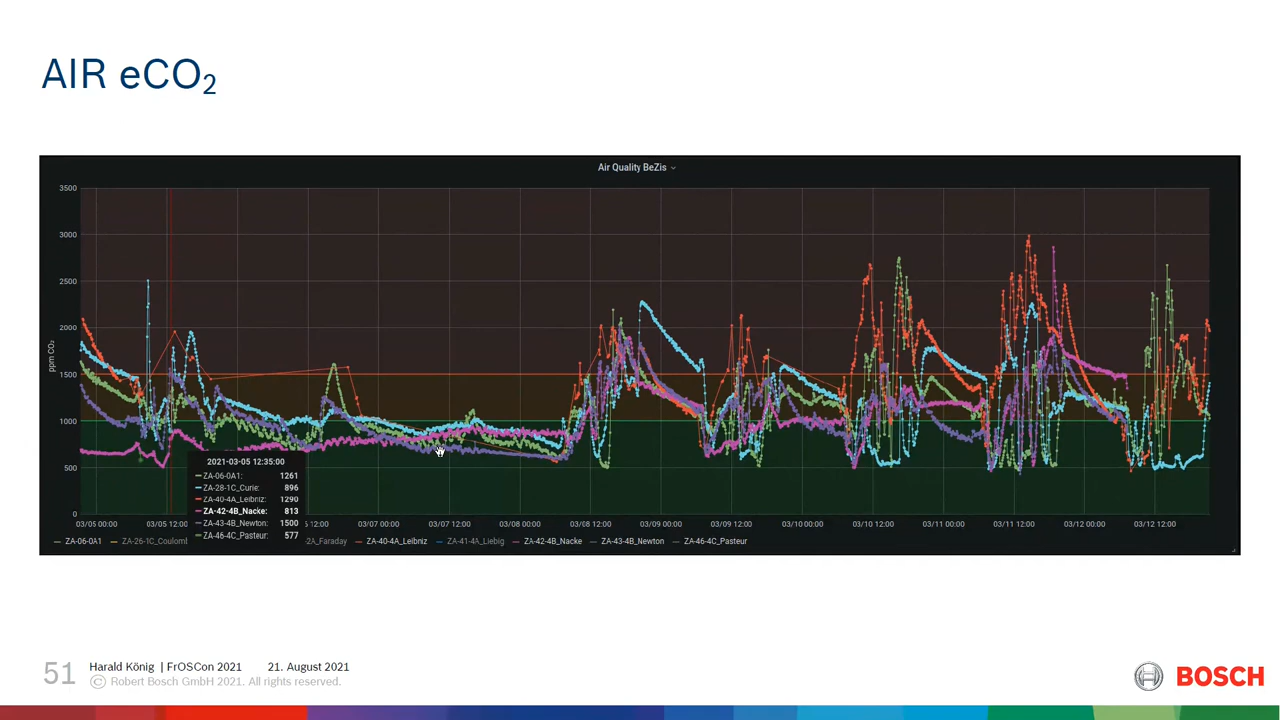 AIR eCO₂
Air Quality BeZis
3500
3000
2500
2000
1500
1000
500
0
ppm CO₂
03/05 00:00 03/05 12:00 12:00 03/07 00:00 03/07 12:00 03/08 00:00 03/08 12:00 03/09 00:00 03/09 12:00 03/10 00:00 03/10 12:00 03/11 00:00 03/11 12:00 03/12 00:00 03/12 12:00
2021-03-05 12:35:00
ZA-06-0A1: 1261
ZA-28-1C_Curie: 896
ZA-40-4A_Leibniz: 1290
ZA-42-4B_Nacke: 813
ZA-43-4B_Newton: 1500
ZA-46-4C_Pasteur: 577
ZA-06-0A1 ZA-26-1C_Coulomb 2A_Faraday ZA-40-4A_Leibniz ZA-41-4A_Liebig ZA-42-4B_Nacke ZA-43-4B_Newton ZA-46-4C_Pasteur
51
Harald König | FrOSCon 2021 21. August 2021
© Robert Bosch GmbH 2021. All rights reserved.
BOSCH